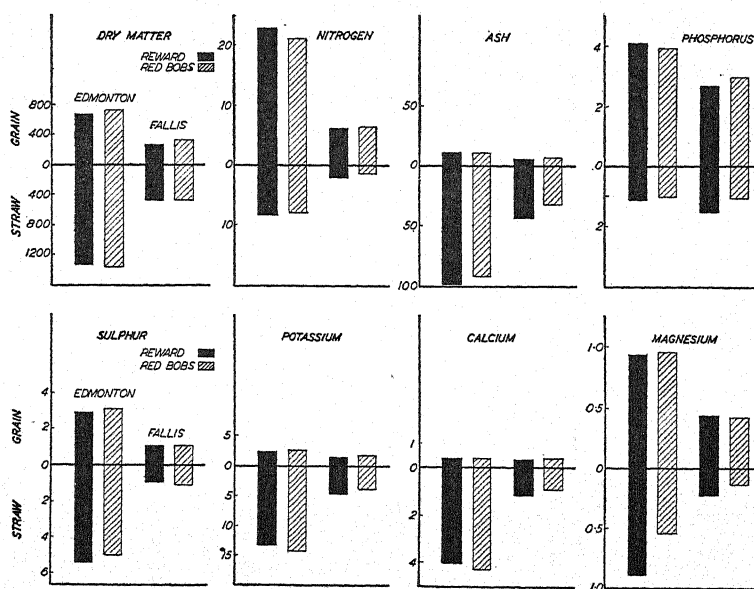 DRY MATTER
REWARD
RED BOBS
EDMONTON
FALLIS
GRAIN
STRAW
800
400
0
400
800
1200
NITROGEN
20
10
0
10
ASH
50
0
50
100
PHOSPHORUS
4
2
0
2
SULPHUR
REWARD
RED BOBS
EDMONTON
FALLIS
GRAIN
STRAW
4
2
0
2
4
6
POTASSIUM
5
0
5
10
15
CALCIUM
1
0
2
4
MAGNESIUM
1·0
0·5
0
0·5
1·0